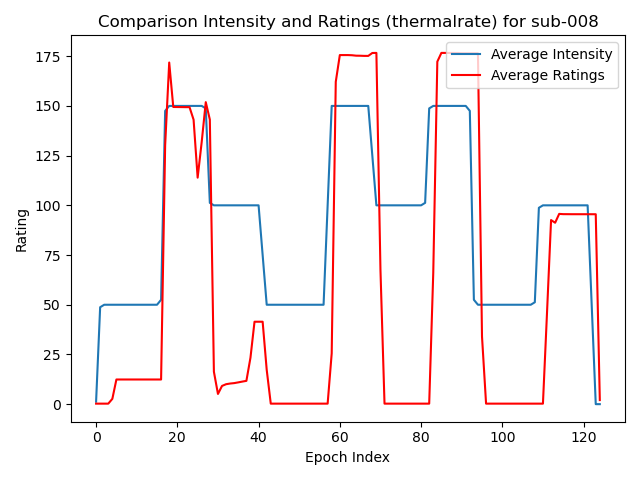 Comparison Intensity and Ratings (thermalrate) for sub-008
Average Intensity
Average Ratings
Rating
175
150
125
100
75
50
25
0
0 20 40 60 80 100 120
Epoch Index